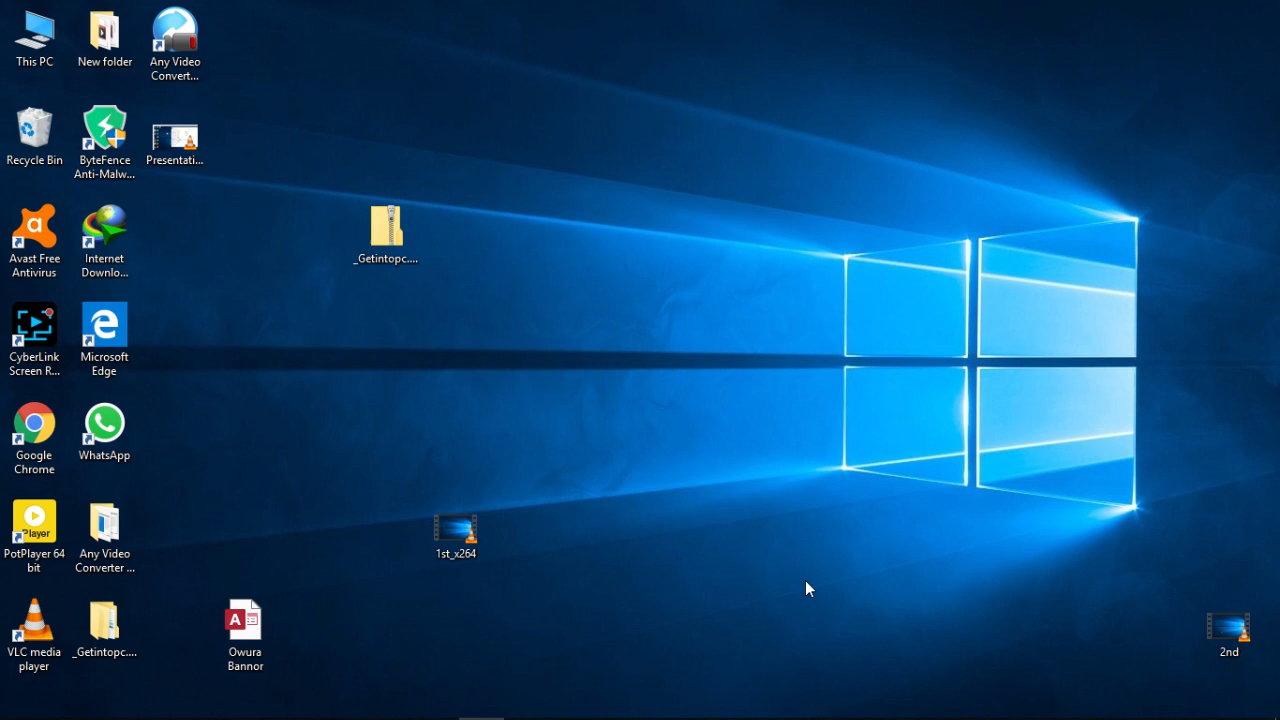 This PC
New folder
Any Video
Convert...
Recycle Bin
ByteFence
Anti-Malw...
Presentati...
Avast Free
Antivirus
Internet
Downlo...
_Getintopc....
CyberLink
Screen R...
Microsoft
Edge
Google
Chrome
WhatsApp
Player
PotPlayer 64
bit
Any Video
Converter ...
1st_x264
VLC media
player
_Getintopc....
A
Owura
Bannor
2nd